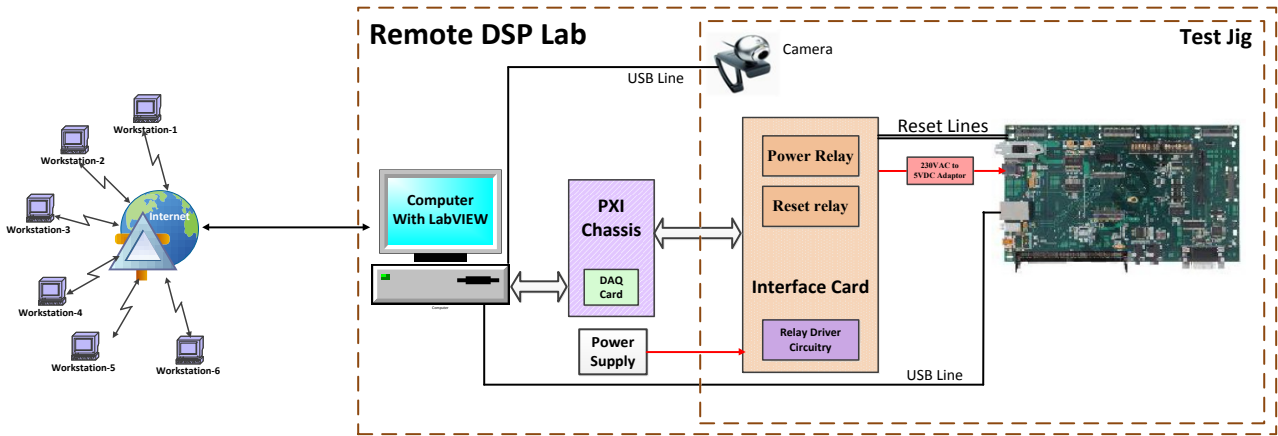 Remote DSP Lab
Test Jig
Camera
USB Line
Workstation-1
Workstation-2
Workstation-3
Workstation-4
Workstation-5
Workstation-6
Internet
Computer
With LabVIEW
Computer
PXI
Chassis
DAQ
Card
Power
Supply
Power Relay
Reset relay
Interface Card
Relay Driver
Circuitry
Reset Lines
230VAC to
5VDC Adaptor
USB Line